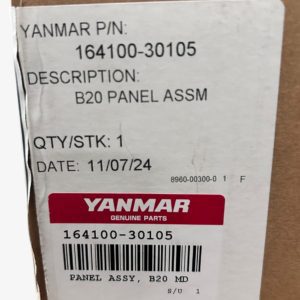 YANMAR P/N:
164100-30105
DESCRIPTION:
B20 PANEL ASSM
QTY/STK: 1
DATE: 11/07/24
8960-00300-0 1 F
YANMAR
GENUINE PARTS
164100-30105
PANEL ASSY, B20 MD
S/U 1